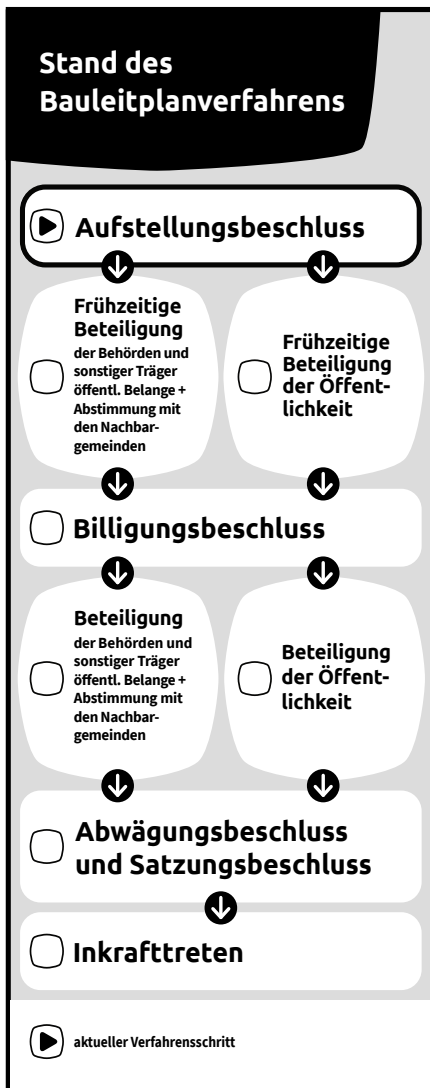 Stand des
Bauleitplanverfahrens
Aufstellungsbeschluss
Frühzeitige
Beteiligung
der Behörden und
sonstiger Träger
öffentl. Belange +
Abstimmung mit
den Nachbar-
gemeinden
Frühzeitige
Beteiligung
der Öffent-
lichkeit
Billigungsbeschluss
Beteiligung
der Behörden und
sonstiger Träger
öffentl. Belange +
Abstimmung mit
den Nachbar-
gemeinden
Beteiligung
der Öffent-
lichkeit
Abwägungsbeschluss
und Satzungsbeschluss
Inkrafttreten
aktueller Verfahrensschritt